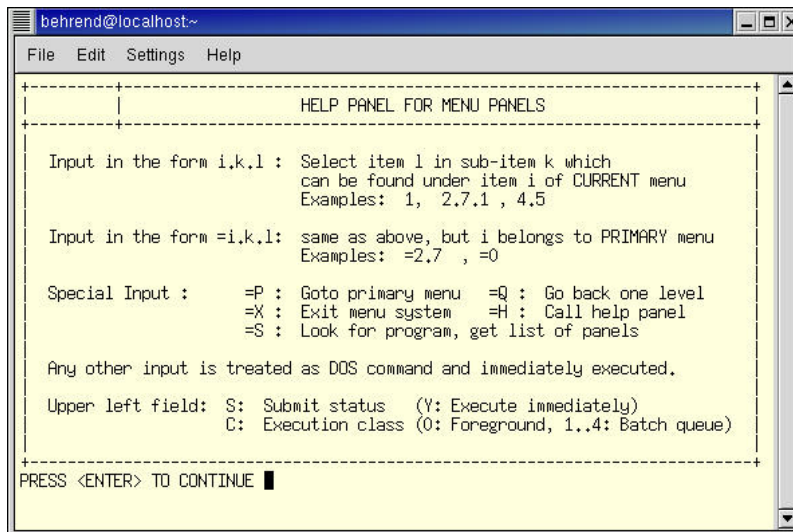 behrend@localhost:~
File Edit Settings Help
HELP PANEL FOR MENU PANELS
Input in the form i.k.l : Select item l in sub-item k which
can be found under item i of CURRENT menu
Examples: 1, 2.7.1 , 4.5
Input in the form =i.k.l: same as above, but i belongs to PRIMARY menu
Examples: =2.7 , =0
Special Input : =P : Goto primary menu =Q : Go back one level
=X : Exit menu system =H : Call help panel
=S : Look for program, get list of panels
Any other input is treated as DOS command and immediately executed.
Upper left field: S: Submit status (Y: Execute immediately)
C: Execution class (0: Foreground, 1..4: Batch queue)
PRESS <ENTER> TO CONTINUE